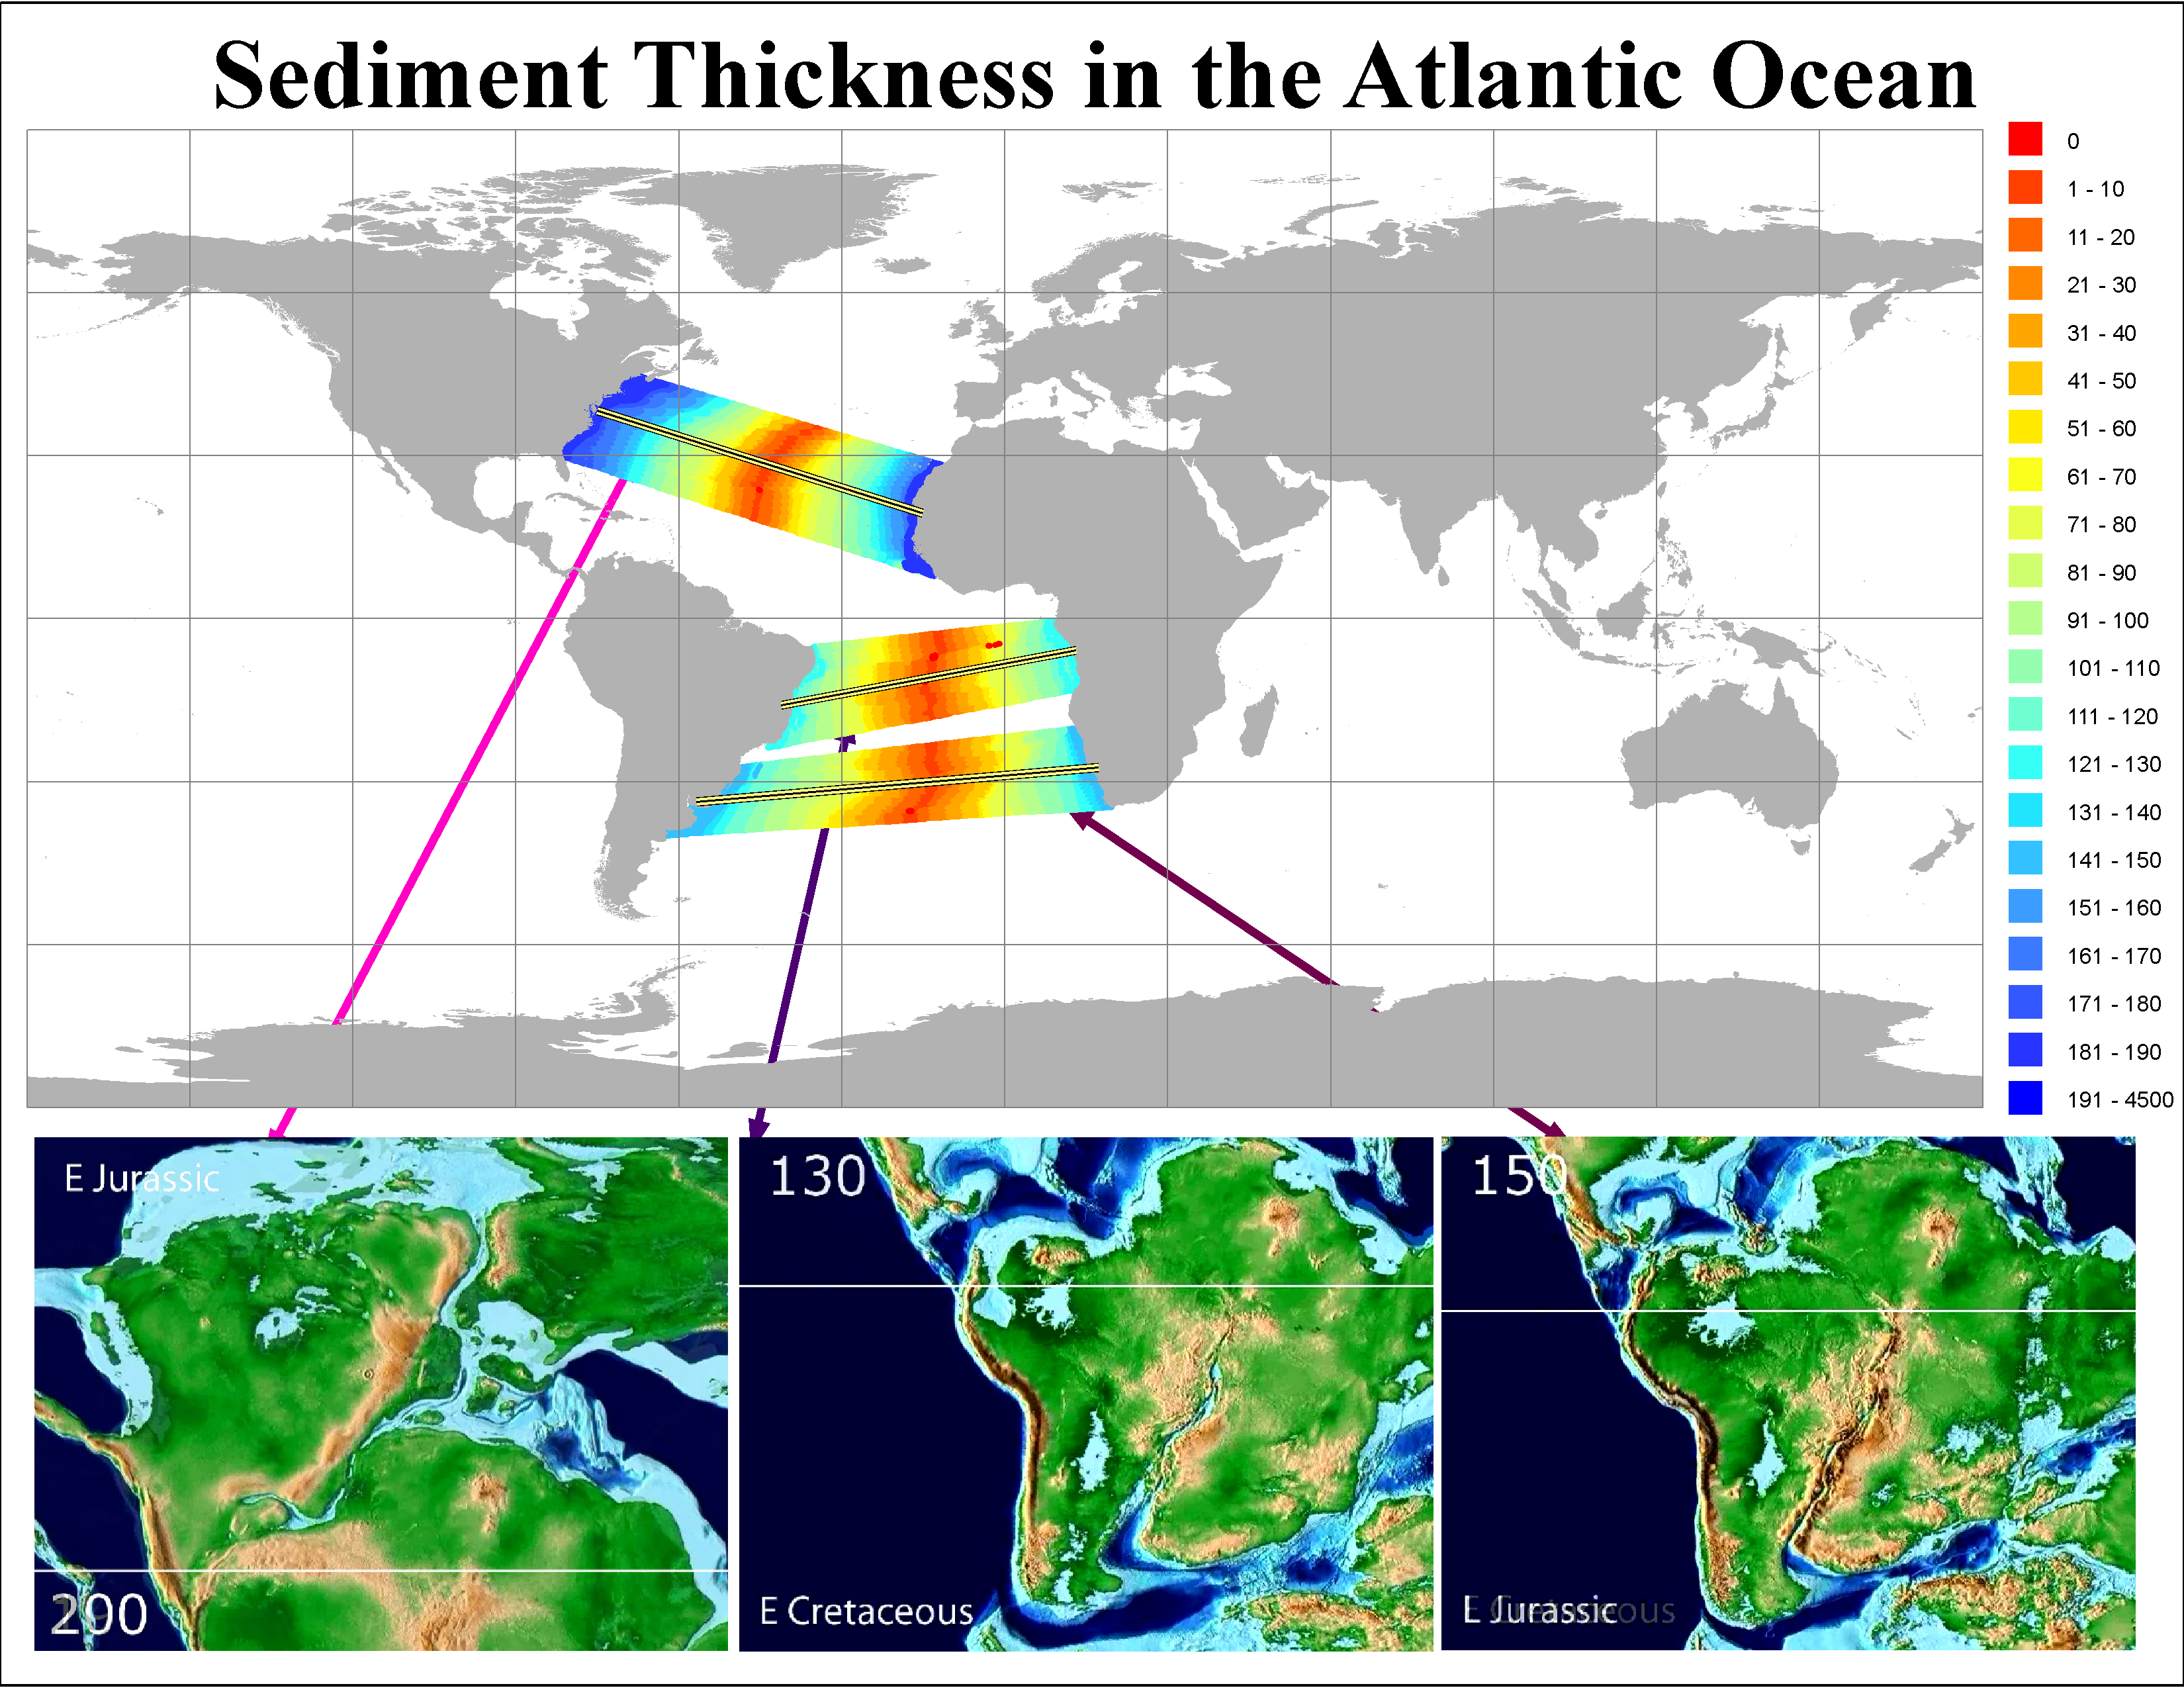 Sediment Thickness in the Atlantic Ocean
0
1 - 10
11 - 20
21 - 30
31 - 40
41 - 50
51 - 60
61 - 70
71 - 80
81 - 90
91 - 100
101 - 110
111 - 120
121 - 130
131 - 140
141 - 150
151 - 160
161 - 170
171 - 180
181 - 190
191 - 4500
E Jurassic
200
130
E Cretaceous
150
L Jurassic